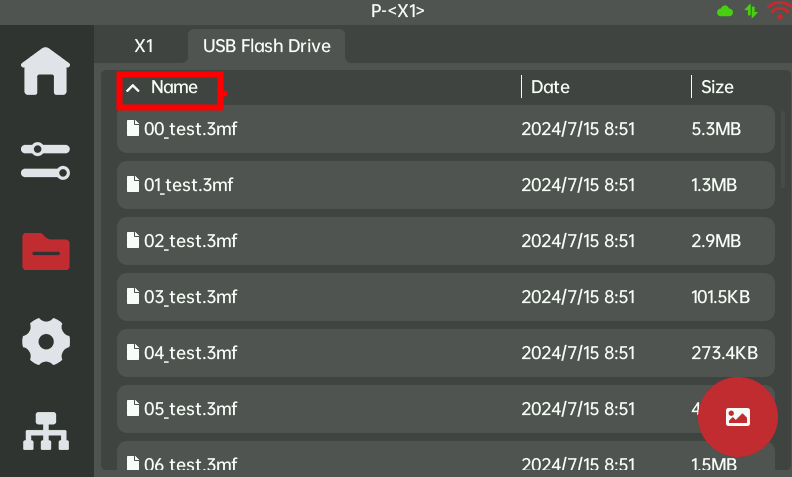 P-<X1>
X1 USB Flash Drive
Name Date Size
00_test.3mf 2024/7/15 8:51 5.3MB
01_test.3mf 2024/7/15 8:51 1.3MB
02_test.3mf 2024/7/15 8:51 2.9MB
03_test.3mf 2024/7/15 8:51 101.5KB
04_test.3mf 2024/7/15 8:51 273.4KB
05_test.3mf 2024/7/15 8:51
06_test.3mf 2024/7/15 8:51 1.5MB